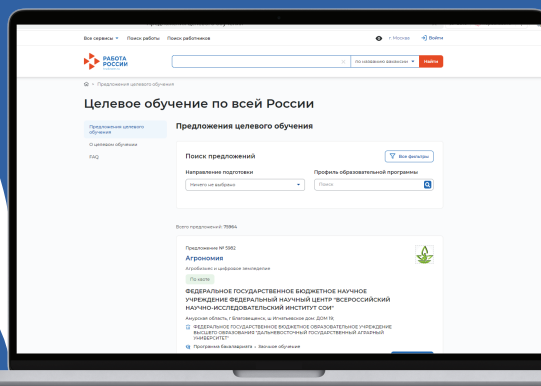 Все сервисы Поиск работы Поиск работников г. Москва Войти
РАБОТА
РОССИИ
по названию вакансии Найти
Предложения целевого обучения
Целевое обучение по всей России
Предложения целевого
обучения
О целевом обучении
FAQ
Предложения целевого обучения
Поиск предложений
Все фильтры
Направление подготовки Профиль образовательной программы
Ничего не выбрано Поиск
Всего предложений 75964
Предложение № 5982
Агрономия
Агробизнес и цифровое земледелие
По квоте
ФЕДЕРАЛЬНОЕ ГОСУДАРСТВЕННОЕ БЮДЖЕТНОЕ НАУЧНОЕ
УЧРЕЖДЕНИЕ ФЕДЕРАЛЬНЫЙ НАУЧНЫЙ ЦЕНТР "ВСЕРОССИЙСКИЙ
НАУЧНО-ИССЛЕДОВАТЕЛЬСКИЙ ИНСТИТУТ СОИ"
Амурская область, г Благовещенск, ш Игнатьевское дом: ДОМ 19;
ФЕДЕРАЛЬНОЕ ГОСУДАРСТВЕННОЕ БЮДЖЕТНОЕ ОБРАЗОВАТЕЛЬНОЕ УЧРЕЖДЕНИЕ
ВЫСШЕГО ОБРАЗОВАНИЯ "ДАЛЬНЕВОСТОЧНЫЙ ГОСУДАРСТВЕННЫЙ АГРАРНЫЙ
УНИВЕРСИТЕТ"
Программа бакалавриата • Заочное обучение